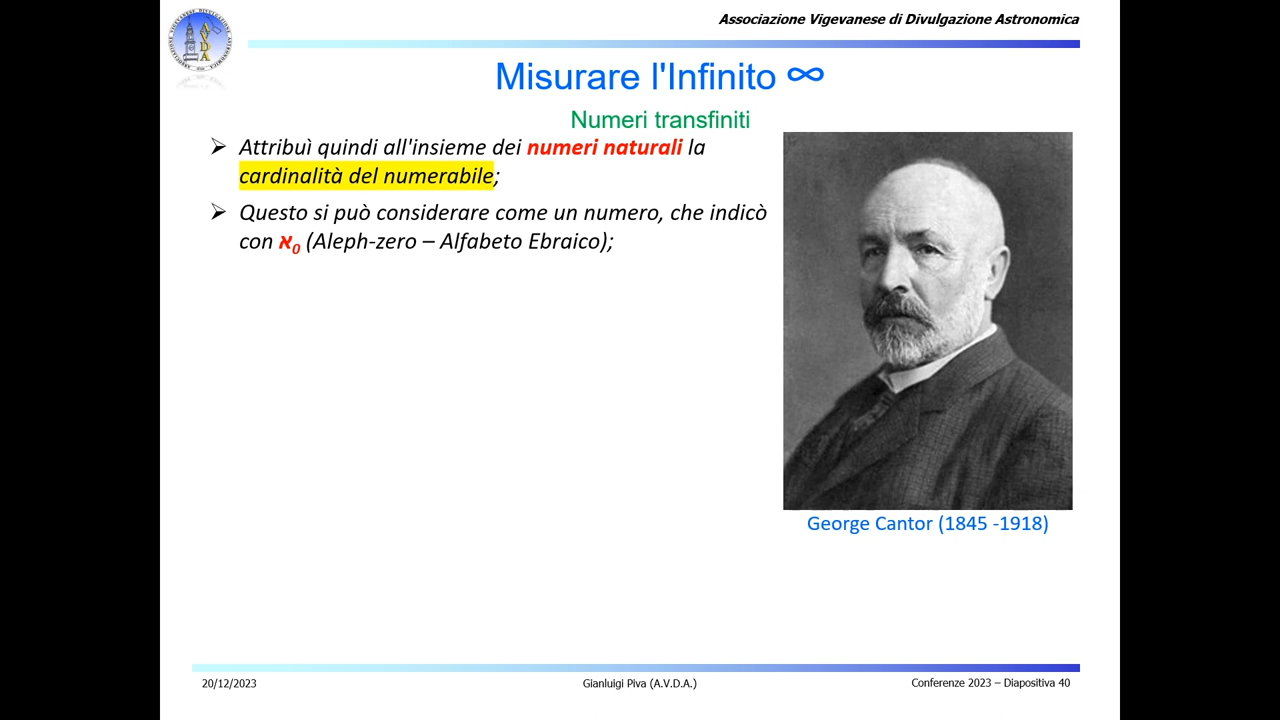 Associazione Vigevanese di Divulgazione Astronomica
AVDA
Misurare l'Infinito ∞
Numeri transfiniti
➢ Attribuì quindi all'insieme dei numeri naturali la
cardinalità del numerabile;
➢ Questo si può considerare come un numero, che indicò
con א0 (Aleph-zero – Alfabeto Ebraico);
George Cantor (1845 -1918)
20/12/2023
Gianluigi Piva (A.V.D.A.)
Conferenze 2023 – Diapositiva 40